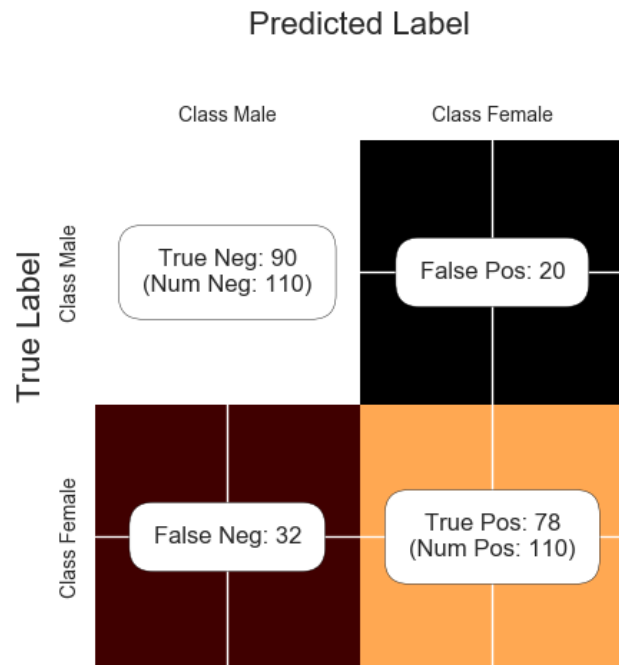 Predicted Label
Class Male
Class Female
True Label
Class Male
True Neg: 90
(Num Neg: 110)
False Pos: 20
Class Female
False Neg: 32
True Pos: 78
(Num Pos: 110)